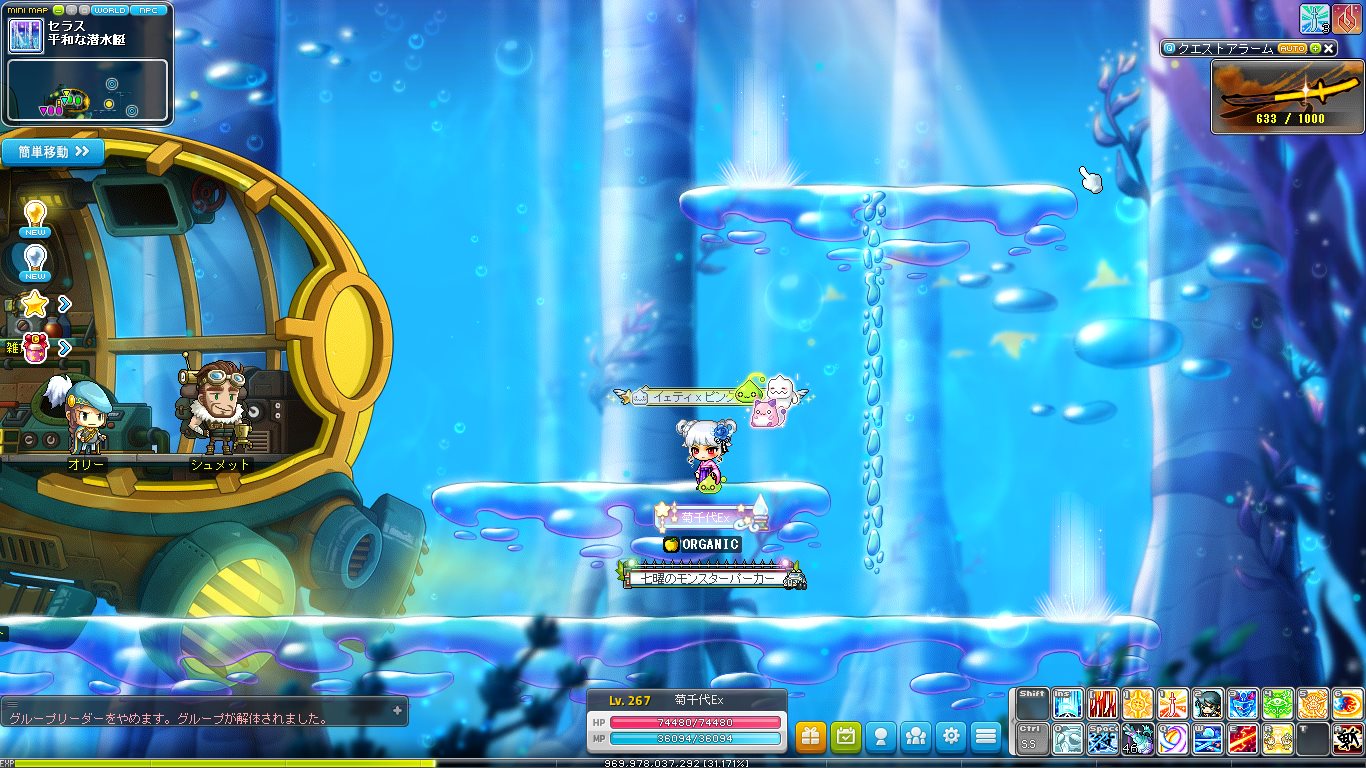 MINI MAP
WORLD
NPC
セラス
平和な潜水艇
クエストアラーム
AUTO
633 / 1000
簡単移動
NEW
NEW
オリー
シュメット
イェティxピン
菊千代Ex
ORGANIC
七曜のモンスターパーカー
グループリーダーをやめます。グループが解体されました。
Lv. 267
菊千代Ex
HP
74480/74480
MP
36094/36094
Shift
Ins
Ctrl
Space
5.5
EXP
969,978,037,292 [31.171%]